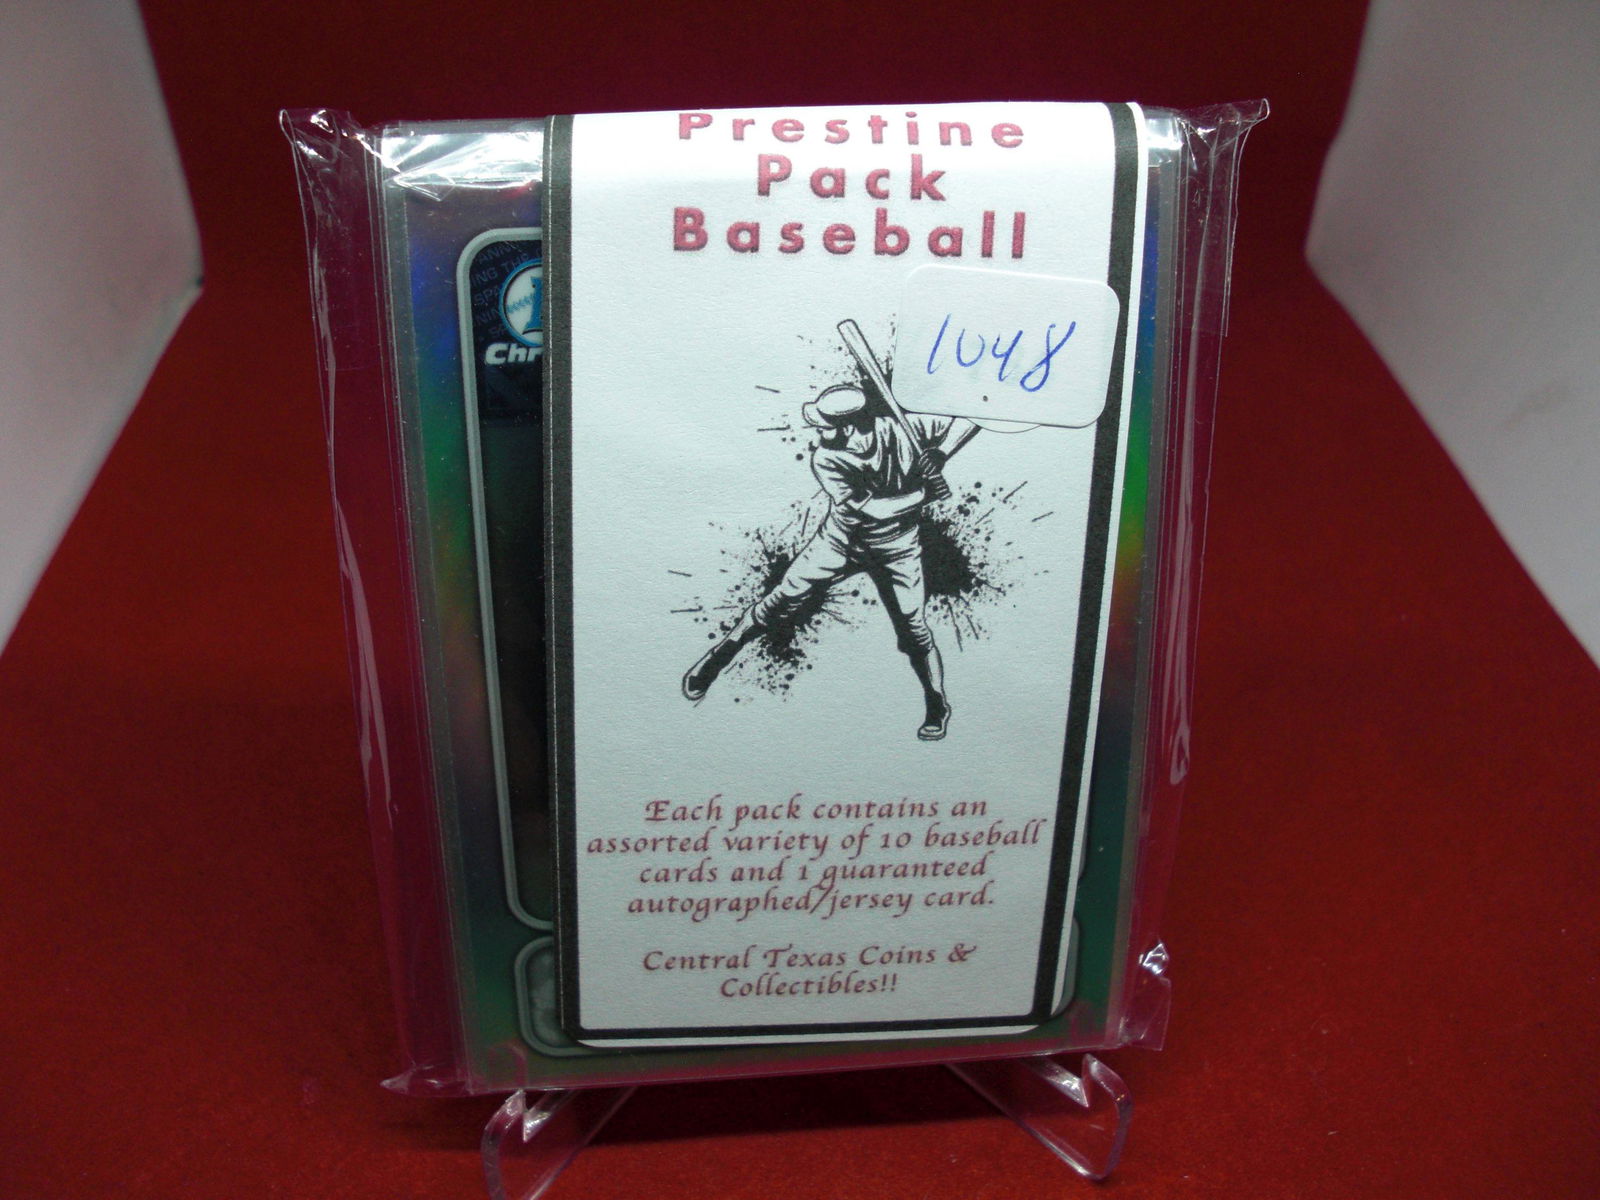 Prestine
Pack
Baseball
1048
Chr
Each pack contains an
assorted variety of 10 baseball
cards and 1 guaranteed
autographed/jersey card.
Central Texas Coins &
Collectibles!!